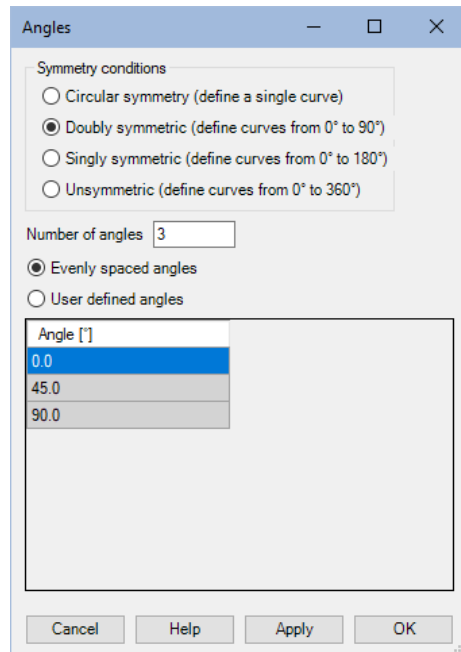 Angles
Symmetry conditions
Circular symmetry (define a single curve)
Doubly symmetric (define curves from 0° to 90°)
Singly symmetric (define curves from 0° to 180°)
Unsymmetric (define curves from 0° to 360°)
Number of angles 3
Evenly spaced angles
User defined angles
Angle [°]
0.0
45.0
90.0
Cancel Help Apply OK